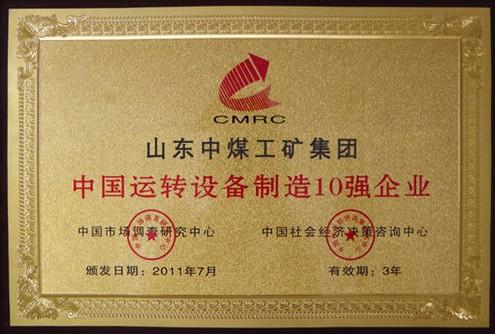 CMRC
山东中煤工矿集团
中国运转设备制造10强企业
中国市场调查研究中心 中国社会经济决策咨询中心
颁发日期：2011年7月 有效期：3年